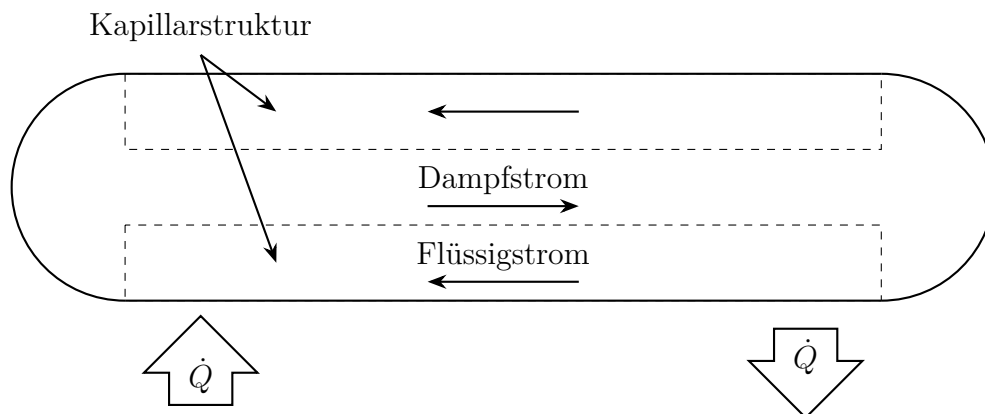 Kapillarstruktur
Dampfstrom
Flüssigstrom
Q̇
Q̇